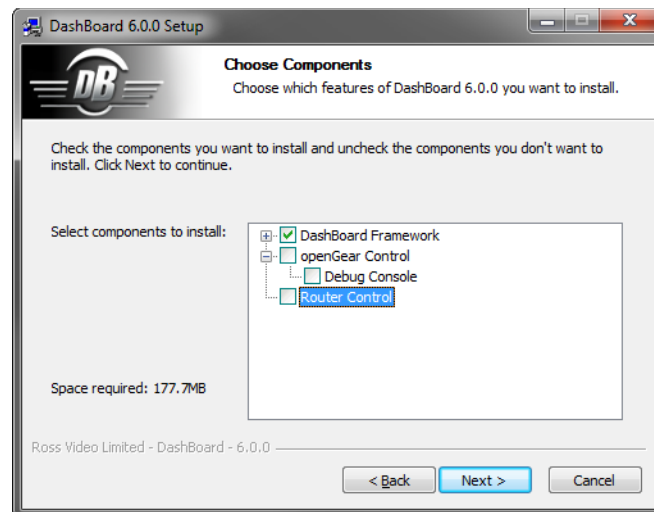 DashBoard 6.0.0 Setup
X
DB
Choose Components
Choose which features of DashBoard 6.0.0 you want to install.
Check the components you want to install and uncheck the components you don't want to
install. Click Next to continue.
Select components to install:
DashBoard Framework
openGear Control
Debug Console
Router Control
Space required: 177.7MB
Ross Video Limited - DashBoard - 6.0.0
< Back
Next >
Cancel